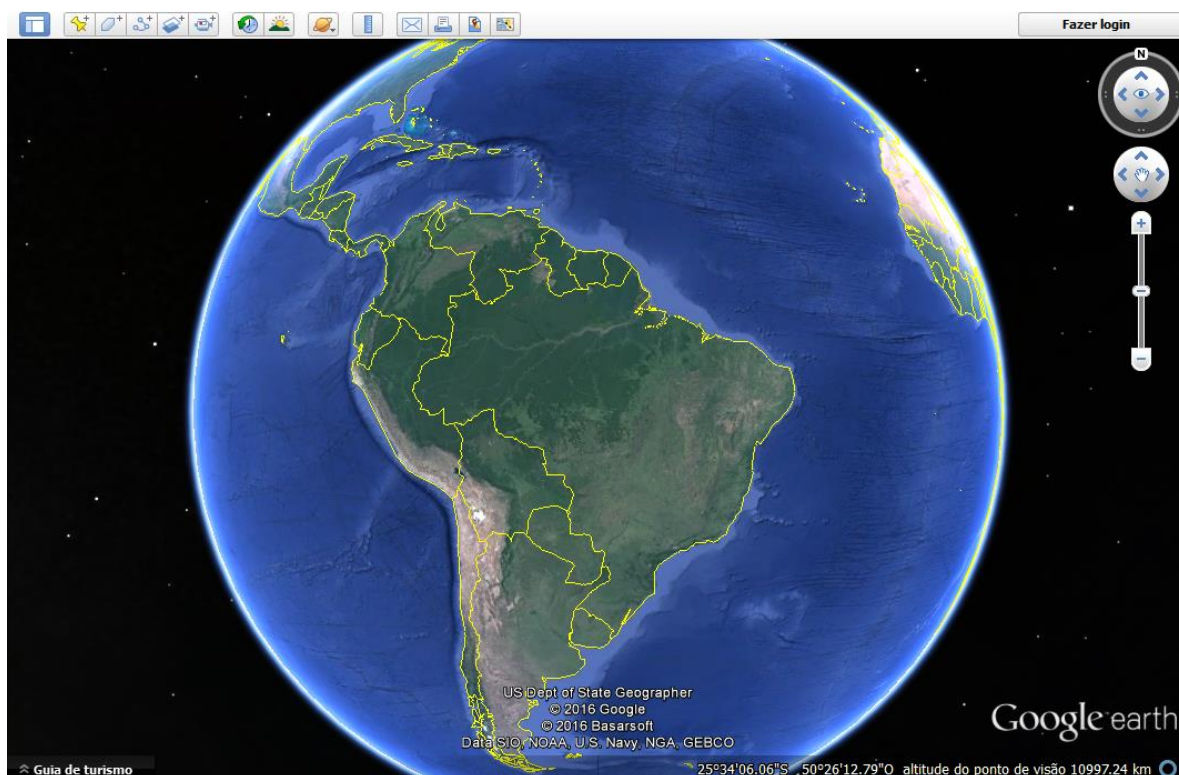 Fazer login
N
US Dept of State Geographer
© 2016 Google
© 2016 Basarsoft
Data SIO, NOAA, U.S. Navy, NGA, GEBCO
Google earth
Guia de turismo
25°34'06.06"S 50°26'12.79"O altitude do ponto de visão 10997.24 km